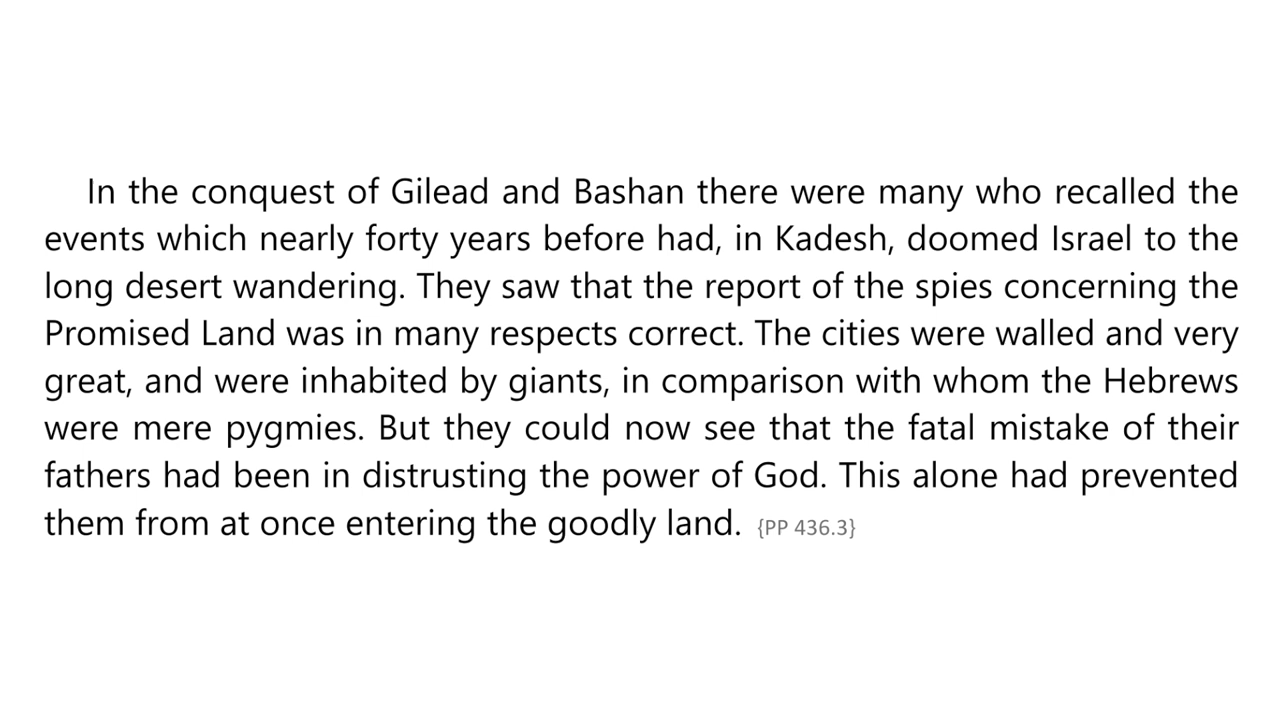 In the conquest of Gilead and Bashan there were many who recalled the
events which nearly forty years before had, in Kadesh, doomed Israel to the
long desert wandering. They saw that the report of the spies concerning the
Promised Land was in many respects correct. The cities were walled and very
great, and were inhabited by giants, in comparison with whom the Hebrews
were mere pygmies. But they could now see that the fatal mistake of their
fathers had been in distrusting the power of God. This alone had prevented
them from at once entering the goodly land. {PP 436.3}